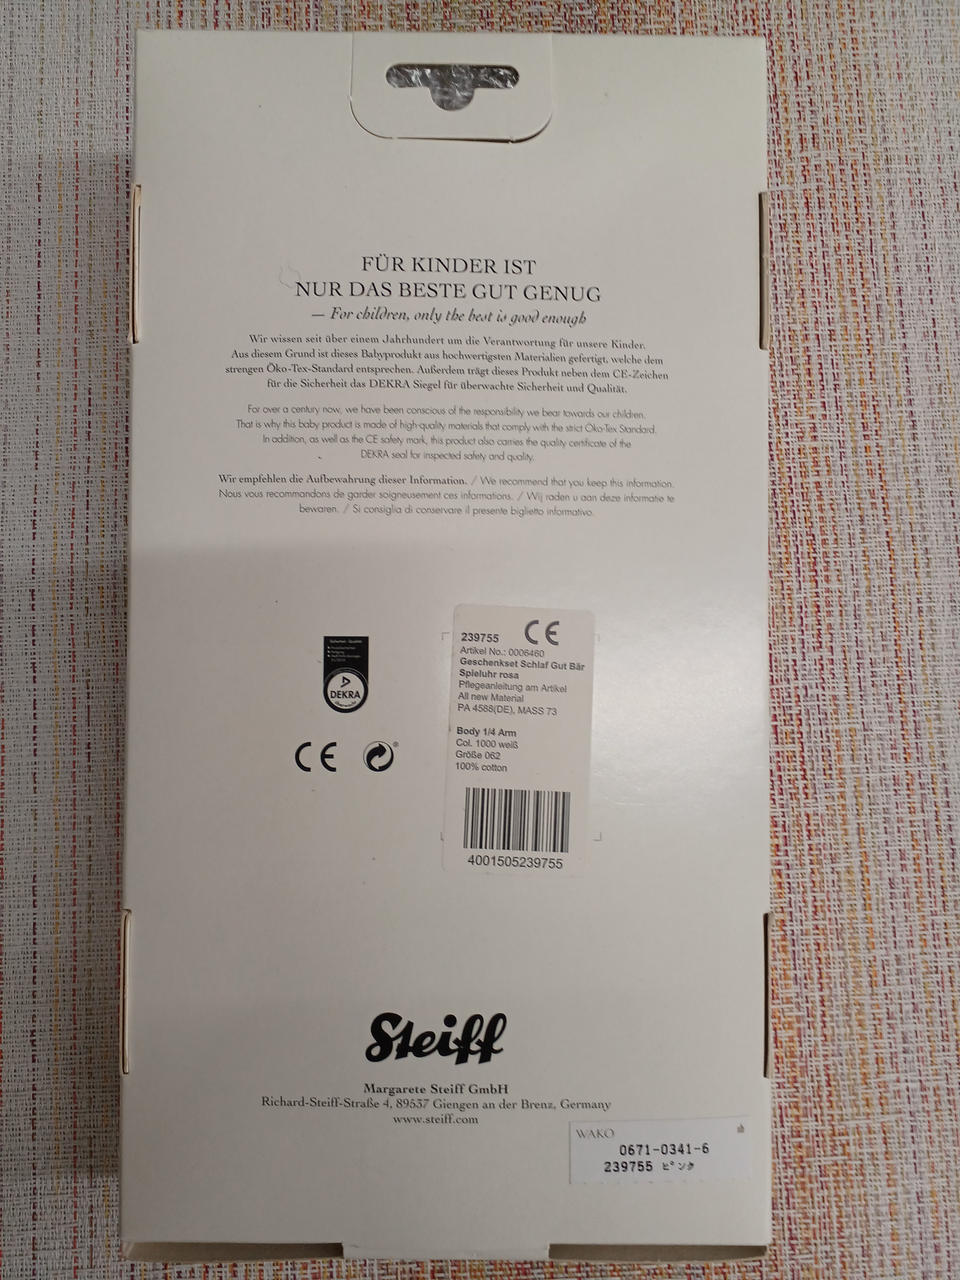 FÜR KINDER IST
NUR DAS BESTE GUT GENUG
— For children, only the best is good enough
Wir wissen seit über einem Jahrhundert um die Verantwortung für unsere Kinder.
Aus diesem Grund ist dieses Babyprodukt aus hochwertigsten Materialien gefertigt, welche dem
strengen Öko-Tex-Standard entsprechen. Außerdem trägt dieses Produkt neben dem CE-Zeichen
für die Sicherheit das DEKRA Siegel für überwachte Sicherheit und Qualität.
For over a century now, we have been conscious of the responsibility we bear towards our children.
That is why this baby product is made of high-quality materials that comply with the strict Öko-Tex Standard.
In addition, as well as the CE safety mark, this product also carries the quality certificate of the
DEKRA seal for inspected safety and quality.
Wir empfehlen die Aufbewahrung dieser Information. / We recommend that you keep this information.
Nous vous recommandons de garder soigneusement ces informations. / Wij raden u aan deze informatie te
bewaren. / Si consiglia di conservare il presente biglietto informativo.
DEKRA
CE
239755 CE
Artikel No.: 0006460
Geschenkset Schlaf Gut Bär
Spieluhr rosa
Pflegeanleitung am Artikel
All new Material
PA 4588(DE), MASS 73
Body 1/4 Arm
Col. 1000 weiß
Größe 062
100% cotton
4001505239755
Steiff
Margarete Steiff GmbH
Richard-Steiff-Straße 4, 89537 Giengen an der Brenz, Germany
www.steiff.com
WAKO
0671-0341-6
239755 ピンク